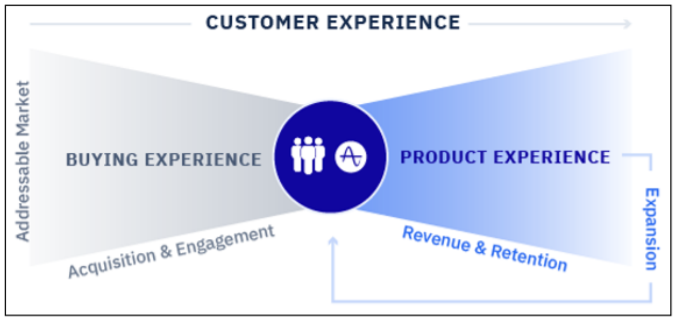 CUSTOMER EXPERIENCE
Addressable Market
BUYING EXPERIENCE
PRODUCT EXPERIENCE
Acquisition & Engagement
Revenue & Retention
Expansion